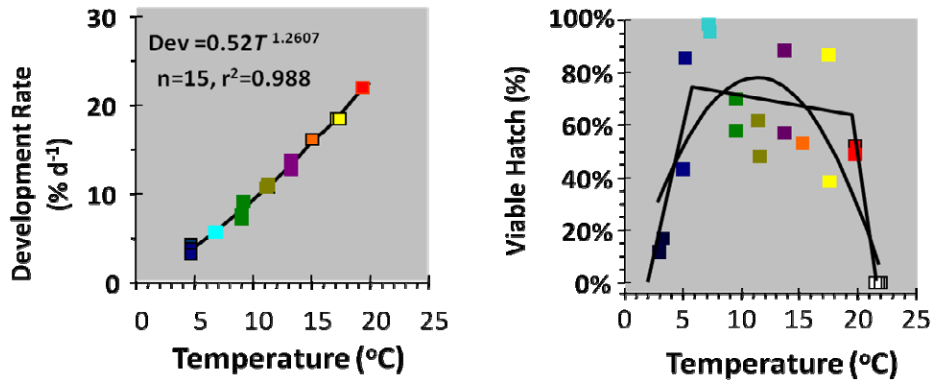 30
20
10
0
Development Rate
(% d-1)
Dev =0.52T 1.2607
n=15, r2=0.988
0 5 10 15 20 25
Temperature (oC)
100%
80%
60%
40%
20%
0%
Viable Hatch (%)
0 5 10 15 20 25
Temperature (oC)